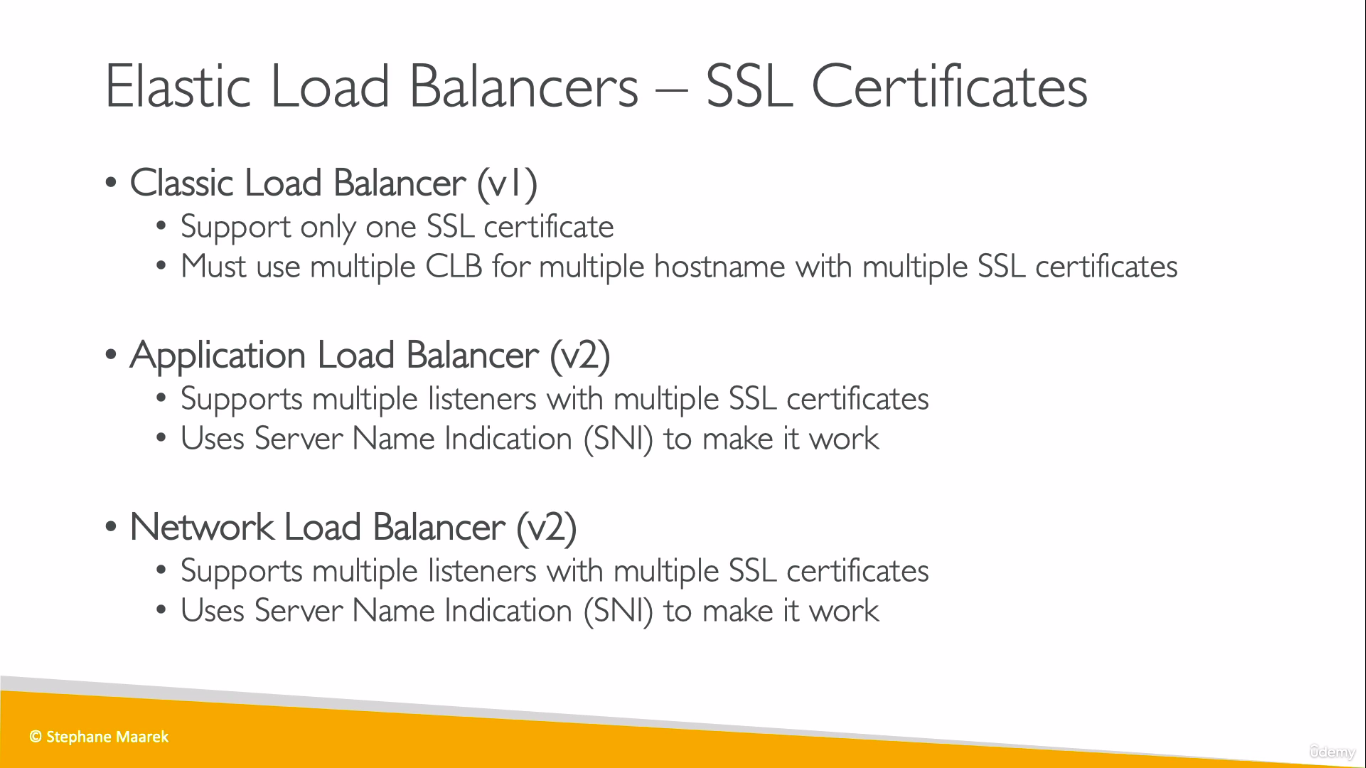 Elastic Load Balancers – SSL Certificates
• Classic Load Balancer (v1)
• Support only one SSL certificate
• Must use multiple CLB for multiple hostname with multiple SSL certificates
• Application Load Balancer (v2)
• Supports multiple listeners with multiple SSL certificates
• Uses Server Name Indication (SNI) to make it work
• Network Load Balancer (v2)
• Supports multiple listeners with multiple SSL certificates
• Uses Server Name Indication (SNI) to make it work
© Stephane Maarek
ûdemy